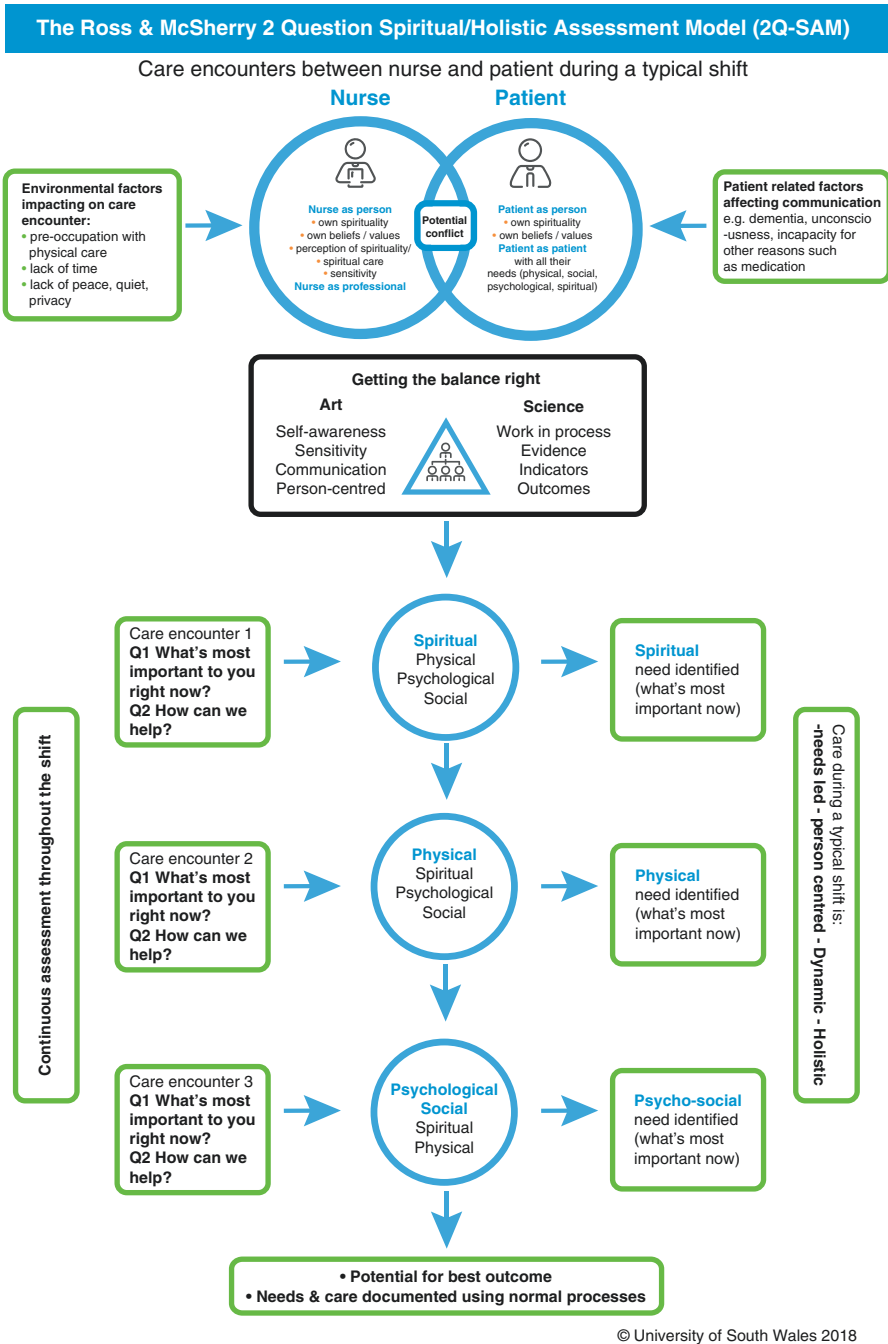 The Ross & McSherry 2 Question Spiritual/Holistic Assessment Model (2Q-SAM)
Care encounters between nurse and patient during a typical shift
Nurse
Patient
Environmental factors
impacting on care
encounter:
• pre-occupation with
physical care
• lack of time
• lack of peace, quiet,
privacy
Nurse as person
• own spirituality
• own beliefs / values
• perception of spirituality/
• spiritual care
• sensitivity
Nurse as professional
Potential
conflict
Patient as person
• own spirituality
• own beliefs / values
Patient as patient
with all their
needs (physical, social,
psychological, spiritual)
Patient related factors
affecting communication
e.g. dementia, unconscio
-usness, incapacity for
other reasons such
as medication
Getting the balance right
Art
Self-awareness
Sensitivity
Communication
Person-centred
Science
Work in process
Evidence
Indicators
Outcomes
Continuous assessment throughout the shift
Care encounter 1
Q1 What's most
important to you
right now?
Q2 How can we
help?
Spiritual
Physical
Psychological
Social
Spiritual
need identified
(what's most
important now)
Care encounter 2
Q1 What's most
important to you
right now?
Q2 How can we
help?
Physical
Spiritual
Psychological
Social
Physical
need identified
(what's most
important now)
Care encounter 3
Q1 What's most
important to you
right now?
Q2 How can we
help?
Psychological
Social
Spiritual
Physical
Psycho-social
need identified
(what's most
important now)
Care during a typical shift is:
-needs led - person centred - Dynamic - Holistic
• Potential for best outcome
• Needs & care documented using normal processes
© University of South Wales 2018